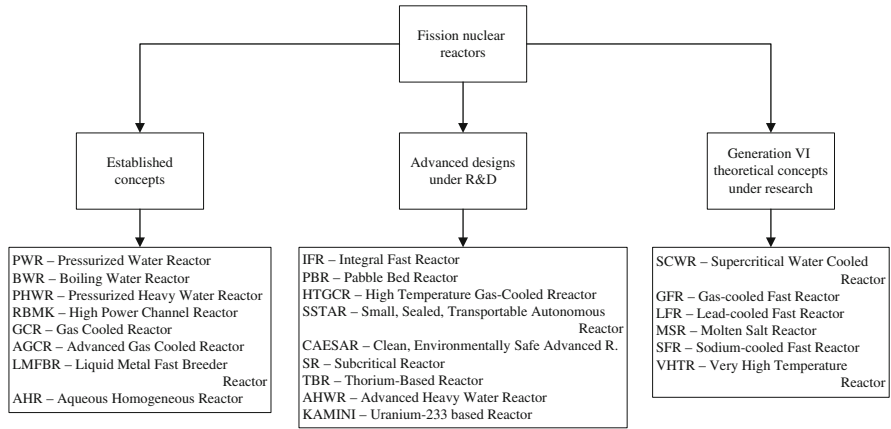 Fission nuclear
reactors
Established
concepts
Advanced designs
under R&D
Generation VI
theoretical concepts
under research
PWR – Pressurized Water Reactor
BWR – Boiling Water Reactor
PHWR – Pressurized Heavy Water Reactor
RBMK – High Power Channel Reactor
GCR – Gas Cooled Reactor
AGCR – Advanced Gas Cooled Reactor
LMFBR – Liquid Metal Fast Breeder
Reactor
AHR – Aqueous Homogeneous Reactor
IFR – Integral Fast Reactor
PBR – Pabble Bed Reactor
HTGCR – High Temperature Gas-Cooled Rreactor
SSTAR – Small, Sealed, Transportable Autonomous
Reactor
CAESAR – Clean, Environmentally Safe Advanced R.
SR – Subcritical Reactor
TBR – Thorium-Based Reactor
AHWR – Advanced Heavy Water Reactor
KAMINI – Uranium-233 based Reactor
SCWR – Supercritical Water Cooled
Reactor
GFR – Gas-cooled Fast Reactor
LFR – Lead-cooled Fast Reactor
MSR – Molten Salt Reactor
SFR – Sodium-cooled Fast Reactor
VHTR – Very High Temperature
Reactor